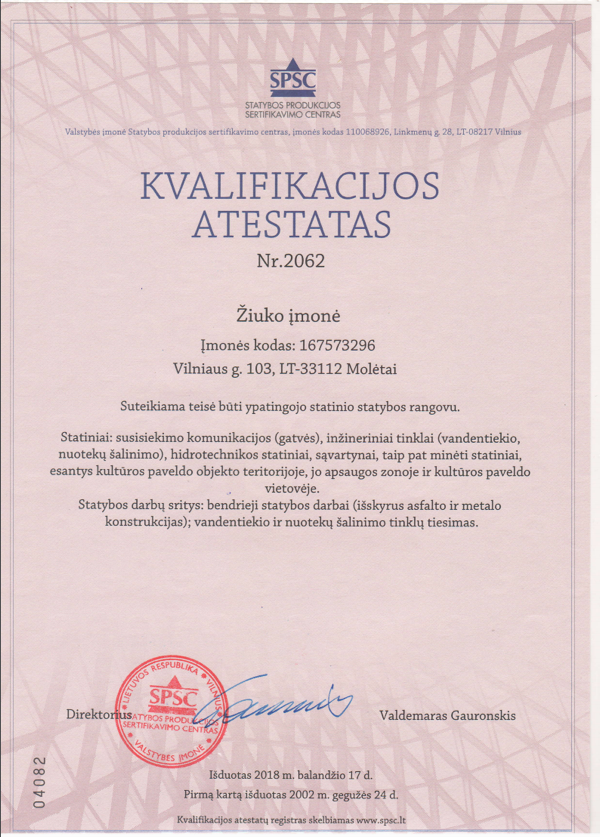 SPSC
STATYBOS PRODUKCIJOS
SERTIFIKAVIMO CENTRAS
Valstybės įmonė Statybos produkcijos sertifikavimo centras, įmonės kodas 110068926, Linkmenų g. 28, LT-08217 Vilnius
KVALIFIKACIJOS
ATESTATAS
Nr.2062
Žiuko įmonė
Įmonės kodas: 167573296
Vilniaus g. 103, LT-33112 Molėtai
Suteikiama teisė būti ypatingojo statinio statybos rangovu.
Statiniai: susisiekimo komunikacijos (gatvės), inžineriniai tinklai (vandentiekio,
nuotekų šalinimo), hidrotechnikos statiniai, sąvartynai, taip pat minėti statiniai,
esantys kultūros paveldo objekto teritorijoje, jo apsaugos zonoje ir kultūros paveldo
vietovėje.
Statybos darbų sritys: bendrieji statybos darbai (išskyrus asfalto ir metalo
konstrukcijas); vandentiekio ir nuotekų šalinimo tinklų tiesimas.
LIETUVOS RESPUBLIKA • VILNIUS
SPSC
STATYBOS PRODUKCIJOS
SERTIFIKAVIMO CENTRAS
• VALSTYBĖS ĮMONĖ •
Direktorius
Valdemaras Gauronskis
04082
Išduotas 2018 m. balandžio 17 d.
Pirmą kartą išduotas 2002 m. gegužės 24 d.
Kvalifikacijos atestatų registras skelbiamas www.spsc.lt